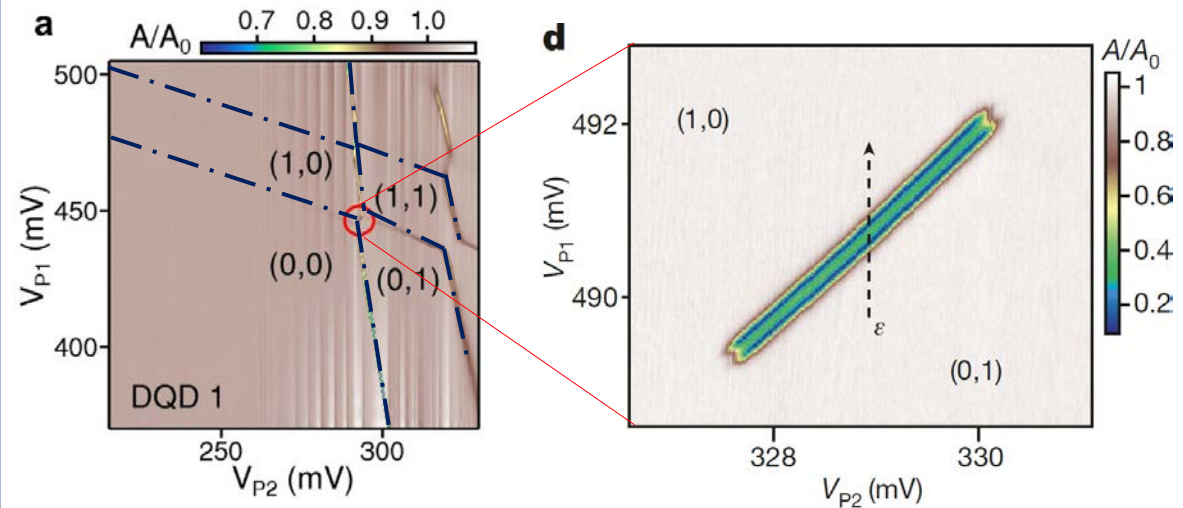 a
A/A0
0.7 0.8 0.9 1.0
VP1 (mV)
500
450
400
(1,0)
(1,1)
(0,0)
(0,1)
DQD 1
250 300
VP2 (mV)
d
A/A0
1
0.8
0.6
0.4
0.2
VP1 (mV)
492
490
(1,0)
ε
(0,1)
328 330
VP2 (mV)